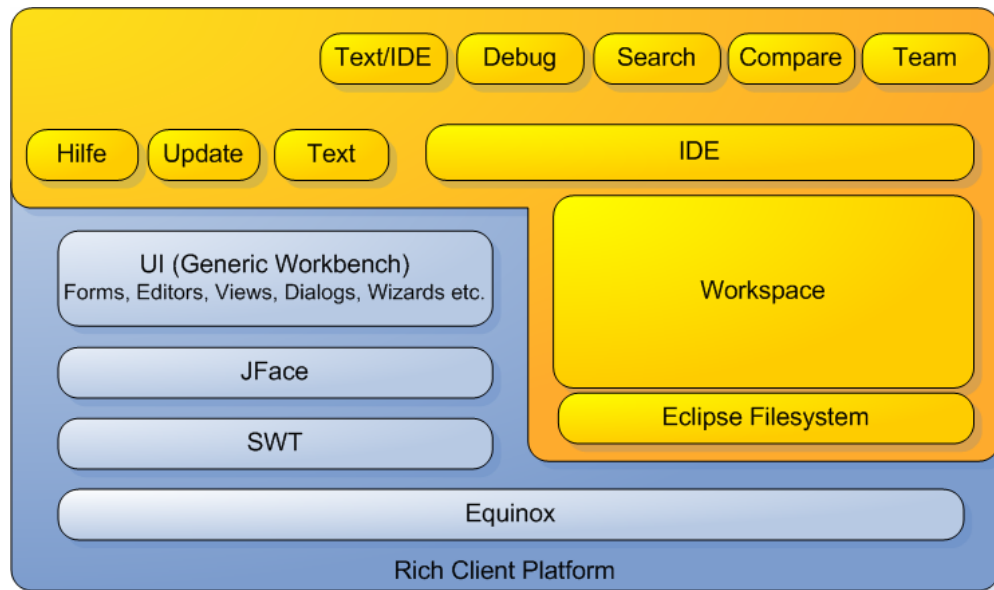 Text/IDE
Debug
Search
Compare
Team
Hilfe
Update
Text
IDE
UI (Generic Workbench)
Forms, Editors, Views, Dialogs, Wizards etc.
Workspace
JFace
Eclipse Filesystem
SWT
Equinox
Rich Client Platform